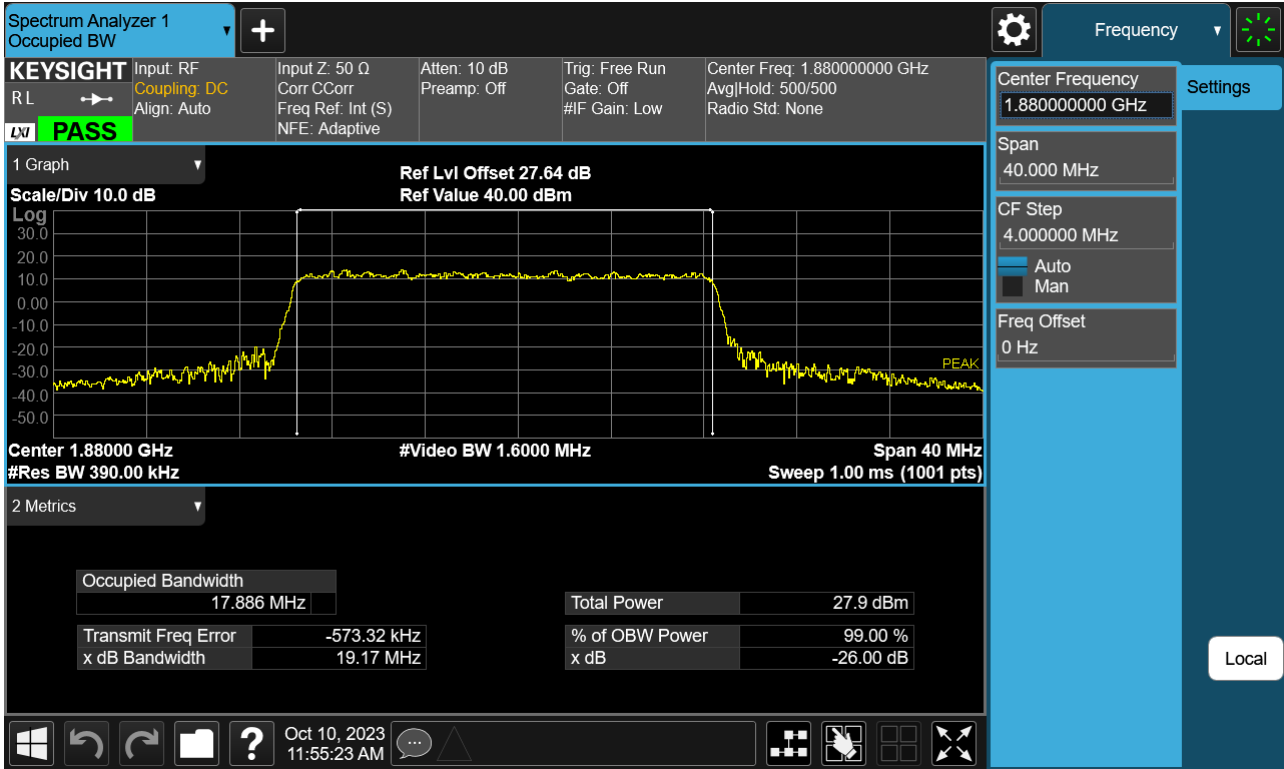 Spectrum Analyzer 1
Occupied BW
▼
+
Frequency
▼
KEYSIGHT
R L
LXI
PASS
Input: RF
Coupling: DC
Align: Auto
Input Z: 50 Ω
Corr CCorr
Freq Ref: Int (S)
NFE: Adaptive
Atten: 10 dB
Preamp: Off
Trig: Free Run
Gate: Off
#IF Gain: Low
Center Freq: 1.880000000 GHz
Avg|Hold: 500/500
Radio Std: None
1 Graph
▼
Scale/Div 10.0 dB
Ref Lvl Offset 27.64 dB
Ref Value 40.00 dBm
Log
30.0
20.0
10.0
0.00
-10.0
-20.0
-30.0
-40.0
-50.0
PEAK
Center 1.88000 GHz
#Video BW 1.6000 MHz
Span 40 MHz
#Res BW 390.00 kHz
Sweep 1.00 ms (1001 pts)
2 Metrics
▼
Occupied Bandwidth
17.886 MHz
Total Power 27.9 dBm
Transmit Freq Error -573.32 kHz
% of OBW Power 99.00 %
x dB Bandwidth 19.17 MHz
x dB -26.00 dB
Center Frequency
1.880000000 GHz
Span
40.000 MHz
CF Step
4.000000 MHz
Auto
Man
Freq Offset
0 Hz
Settings
Local
?
Oct 10, 2023
11:55:23 AM